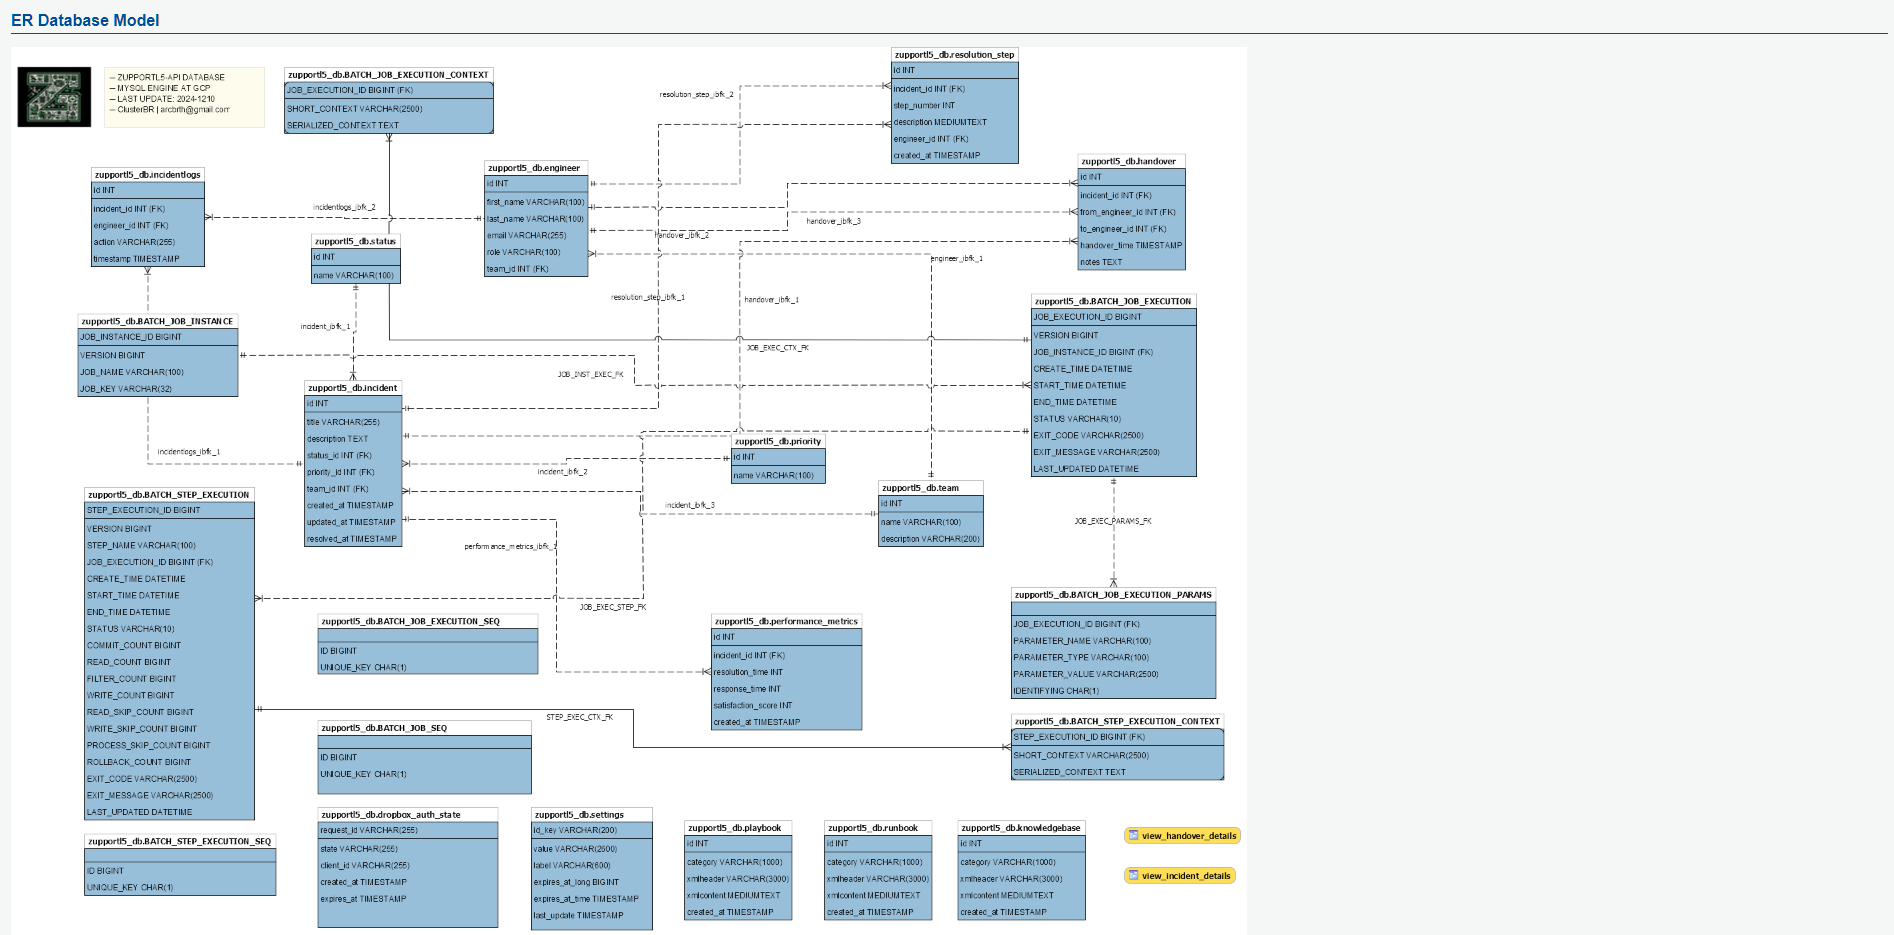 ER Database Model
— ZUPPORTL5-API DATABASE
— MYSQL ENGINE AT GCP
— LAST UPDATE: 2024-1210
— ClusterBR | arcbrth@gmail.com
zupportl5_db.BATCH_JOB_EXECUTION_CONTEXT
JOB_EXECUTION_ID BIGINT (FK)
SHORT_CONTEXT VARCHAR(2500)
SERIALIZED_CONTEXT TEXT
zupportl5_db.resolution_step
id INT
incident_id INT (FK)
step_number INT
description MEDIUMTEXT
engineer_id INT (FK)
created_at TIMESTAMP
resolution_step_ibfk_2
zupportl5_db.incidentlogs
id INT
incident_id INT (FK)
engineer_id INT (FK)
action VARCHAR(255)
timestamp TIMESTAMP
incidentlogs_ibfk_2
zupportl5_db.engineer
id INT
first_name VARCHAR(100)
last_name VARCHAR(100)
email VARCHAR(255)
role VARCHAR(100)
team_id INT (FK)
zupportl5_db.handover
id INT
incident_id INT (FK)
from_engineer_id INT (FK)
to_engineer_id INT (FK)
handover_time TIMESTAMP
notes TEXT
handover_ibfk_3
handover_ibfk_2
engineer_ibfk_1
zupportl5_db.status
id INT
name VARCHAR(100)
resolution_step_ibfk_1
handover_ibfk_1
incident_ibfk_1
zupportl5_db.BATCH_JOB_INSTANCE
JOB_INSTANCE_ID BIGINT
VERSION BIGINT
JOB_NAME VARCHAR(100)
JOB_KEY VARCHAR(32)
JOB_EXEC_CTX_FK
JOB_INST_EXEC_FK
zupportl5_db.BATCH_JOB_EXECUTION
JOB_EXECUTION_ID BIGINT
VERSION BIGINT
JOB_INSTANCE_ID BIGINT (FK)
CREATE_TIME DATETIME
START_TIME DATETIME
END_TIME DATETIME
STATUS VARCHAR(10)
EXIT_CODE VARCHAR(2500)
EXIT_MESSAGE VARCHAR(2500)
LAST_UPDATED DATETIME
zupportl5_db.incident
id INT
title VARCHAR(255)
description TEXT
status_id INT (FK)
priority_id INT (FK)
team_id INT (FK)
created_at TIMESTAMP
updated_at TIMESTAMP
resolved_at TIMESTAMP
incidentlogs_ibfk_1
incident_ibfk_2
zupportl5_db.priority
id INT
name VARCHAR(100)
incident_ibfk_3
zupportl5_db.team
id INT
name VARCHAR(100)
description VARCHAR(200)
JOB_EXEC_PARAMS_FK
performance_metrics_ibfk_1
zupportl5_db.BATCH_STEP_EXECUTION
STEP_EXECUTION_ID BIGINT
VERSION BIGINT
STEP_NAME VARCHAR(100)
JOB_EXECUTION_ID BIGINT (FK)
CREATE_TIME DATETIME
START_TIME DATETIME
END_TIME DATETIME
STATUS VARCHAR(10)
COMMIT_COUNT BIGINT
READ_COUNT BIGINT
FILTER_COUNT BIGINT
WRITE_COUNT BIGINT
READ_SKIP_COUNT BIGINT
WRITE_SKIP_COUNT BIGINT
PROCESS_SKIP_COUNT BIGINT
ROLLBACK_COUNT BIGINT
EXIT_CODE VARCHAR(2500)
EXIT_MESSAGE VARCHAR(2500)
LAST_UPDATED DATETIME
JOB_EXEC_STEP_FK
zupportl5_db.BATCH_JOB_EXECUTION_SEQ
ID BIGINT
UNIQUE_KEY CHAR(1)
zupportl5_db.performance_metrics
id INT
incident_id INT (FK)
resolution_time INT
response_time INT
satisfaction_score INT
created_at TIMESTAMP
zupportl5_db.BATCH_JOB_EXECUTION_PARAMS
JOB_EXECUTION_ID BIGINT (FK)
PARAMETER_NAME VARCHAR(100)
PARAMETER_TYPE VARCHAR(100)
PARAMETER_VALUE VARCHAR(2500)
IDENTIFYING CHAR(1)
STEP_EXEC_CTX_FK
zupportl5_db.BATCH_JOB_SEQ
ID BIGINT
UNIQUE_KEY CHAR(1)
zupportl5_db.BATCH_STEP_EXECUTION_CONTEXT
STEP_EXECUTION_ID BIGINT (FK)
SHORT_CONTEXT VARCHAR(2500)
SERIALIZED_CONTEXT TEXT
zupportl5_db.BATCH_STEP_EXECUTION_SEQ
ID BIGINT
UNIQUE_KEY CHAR(1)
zupportl5_db.dropbox_auth_state
request_id VARCHAR(255)
state VARCHAR(255)
client_id VARCHAR(255)
created_at TIMESTAMP
expires_at TIMESTAMP
zupportl5_db.settings
id_key VARCHAR(200)
value VARCHAR(2600)
label VARCHAR(600)
expires_at_long BIGINT
expires_at_time TIMESTAMP
last_update TIMESTAMP
zupportl5_db.playbook
id INT
category VARCHAR(1000)
xmlheader VARCHAR(3000)
xmlcontent MEDIUMTEXT
created_at TIMESTAMP
zupportl5_db.runbook
id INT
category VARCHAR(1000)
xmlheader VARCHAR(3000)
xmlcontent MEDIUMTEXT
created_at TIMESTAMP
zupportl5_db.knowledgebase
id INT
category VARCHAR(1000)
xmlheader VARCHAR(3000)
xmlcontent MEDIUMTEXT
created_at TIMESTAMP
view_handover_details
view_incident_details